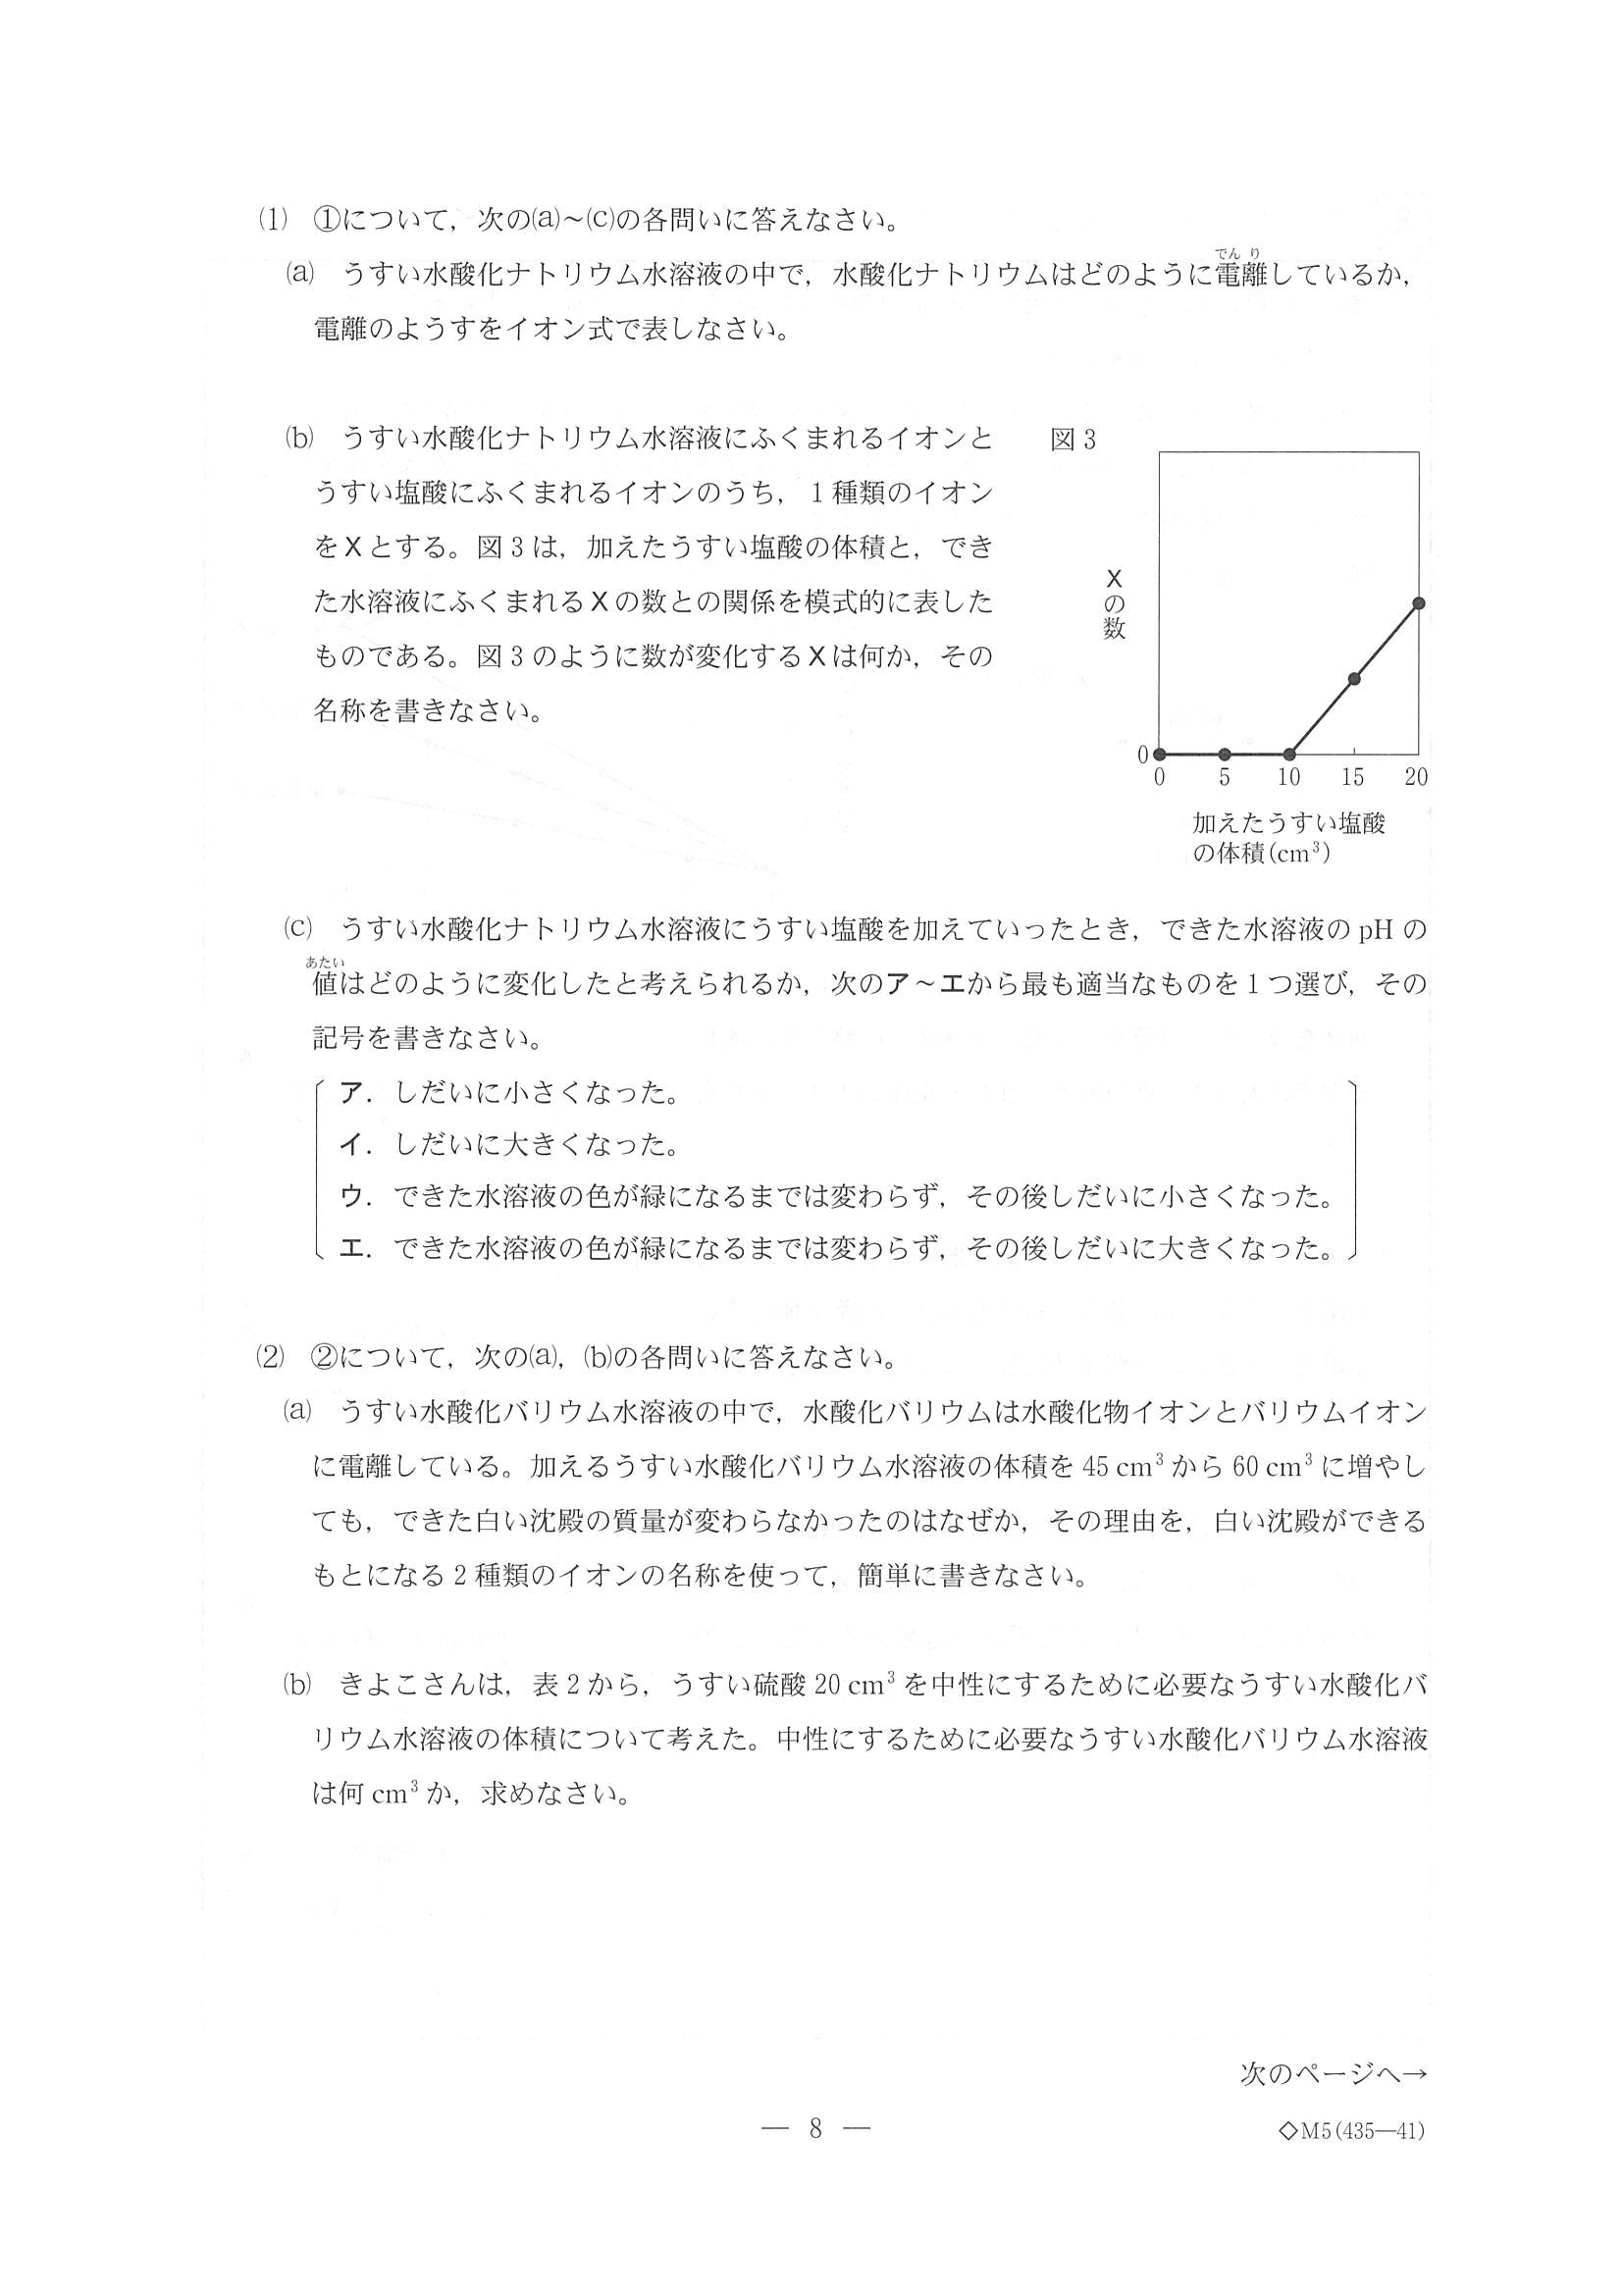 (1) ①について，次の(a)～(c)の各問いに答えなさい。
(a) うすい水酸化ナトリウム水溶液の中で，水酸化ナトリウムはどのように電離しているか，
でん り
電離のようすをイオン式で表しなさい。
(b) うすい水酸化ナトリウム水溶液にふくまれるイオンと
うすい塩酸にふくまれるイオンのうち，1種類のイオン
をXとする。図3は，加えたうすい塩酸の体積と，でき
た水溶液にふくまれるXの数との関係を模式的に表した
ものである。図3のように数が変化するXは何か，その
名称を書きなさい。
図3
Xの数
0
0 5 10 15 20
加えたうすい塩酸
の体積(cm³)
(c) うすい水酸化ナトリウム水溶液にうすい塩酸を加えていったとき，できた水溶液のpHの
あたい
値はどのように変化したと考えられるか，次のア～エから最も適当なものを1つ選び，その
記号を書きなさい。
ア．しだいに小さくなった。
イ．しだいに大きくなった。
ウ．できた水溶液の色が緑になるまでは変わらず，その後しだいに小さくなった。
エ．できた水溶液の色が緑になるまでは変わらず，その後しだいに大きくなった。
(2) ②について，次の(a)，(b)の各問いに答えなさい。
(a) うすい水酸化バリウム水溶液の中で，水酸化バリウムは水酸化物イオンとバリウムイオン
に電離している。加えるうすい水酸化バリウム水溶液の体積を45 cm³から60 cm³に増やし
ても，できた白い沈殿の質量が変わらなかったのはなぜか，その理由を，白い沈殿ができる
もとになる2種類のイオンの名称を使って，簡単に書きなさい。
(b) きよこさんは，表2から，うすい硫酸20 cm³を中性にするために必要なうすい水酸化バ
リウム水溶液の体積について考えた。中性にするために必要なうすい水酸化バリウム水溶液
は何cm³か，求めなさい。
次のページへ→
― 8 ―
◇M5(435―41)